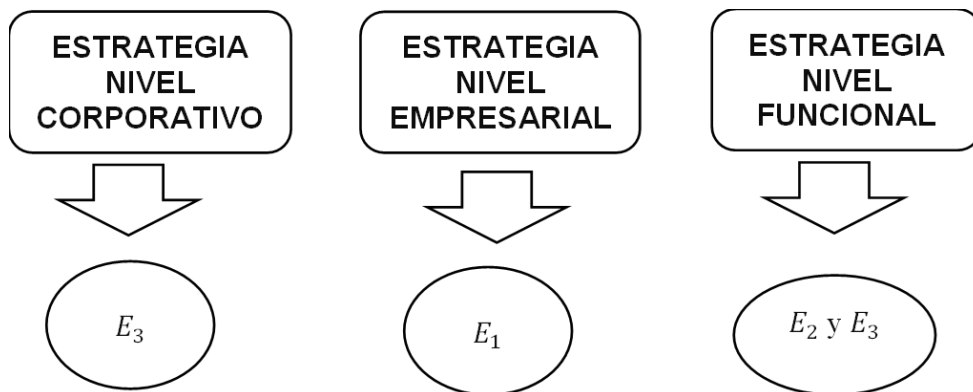 ESTRATEGIA
NIVEL
CORPORATIVO
ESTRATEGIA
NIVEL
EMPRESARIAL
ESTRATEGIA
NIVEL
FUNCIONAL
E₃
E₁
E₂ y E₃